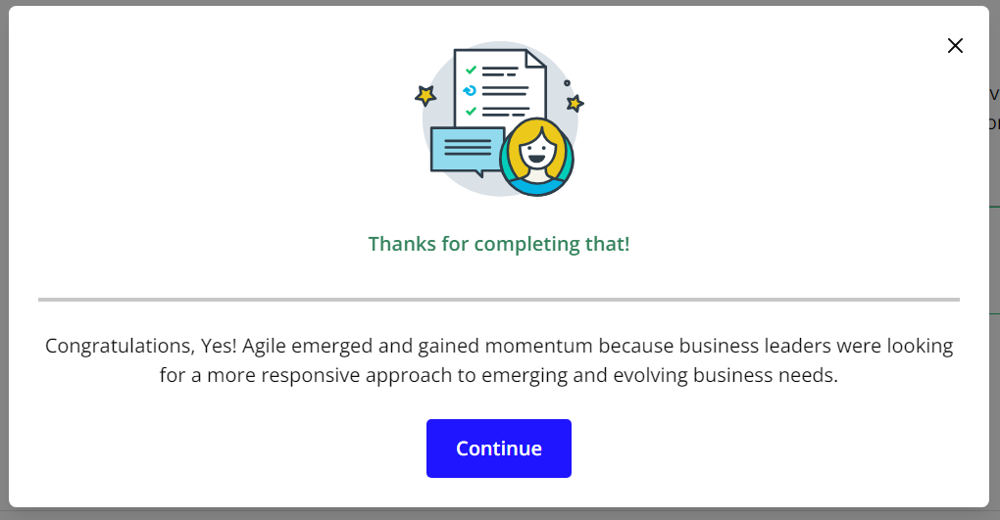 Thanks for completing that!
Congratulations, Yes! Agile emerged and gained momentum because business leaders were looking
for a more responsive approach to emerging and evolving business needs.
Continue